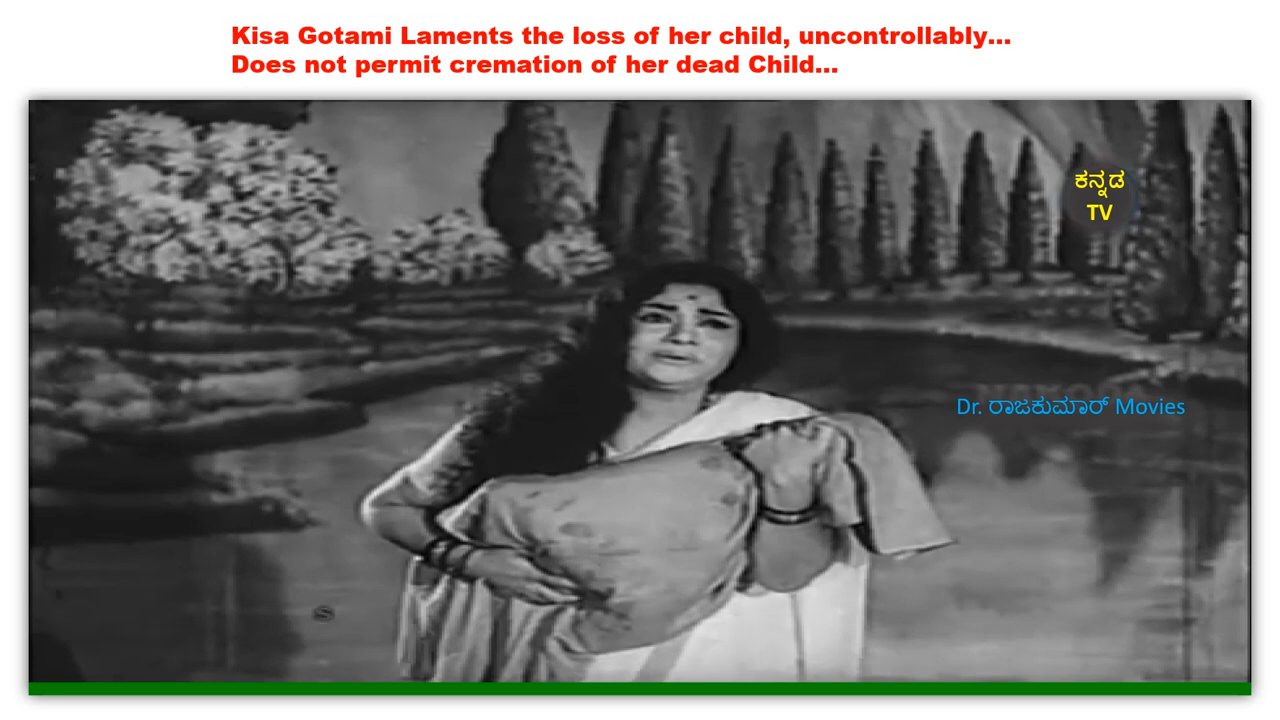 Kisa Gotami Laments the loss of her child, uncontrollably...
Does not permit cremation of her dead Child...
ಕನ್ನಡ
TV
Dr. ರಾಜಕುಮಾರ್ Movies